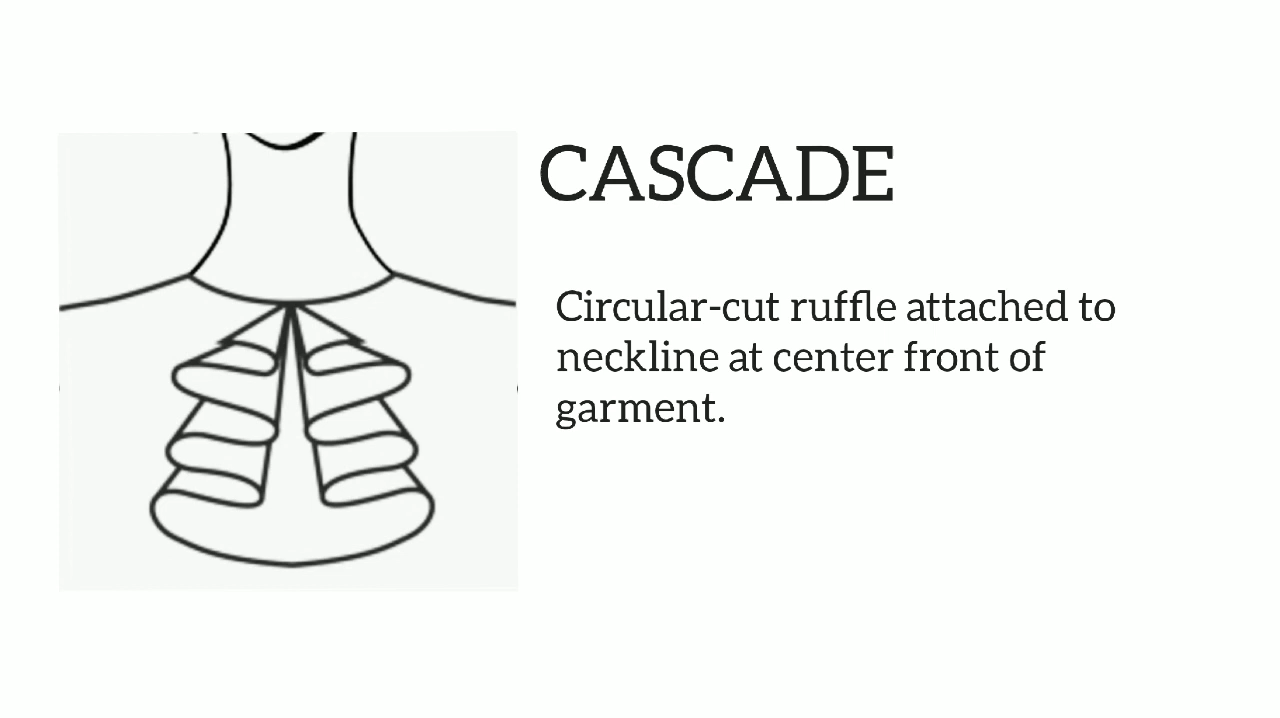 CASCADE
Circular-cut ruffle attached to
neckline at center front of
garment.